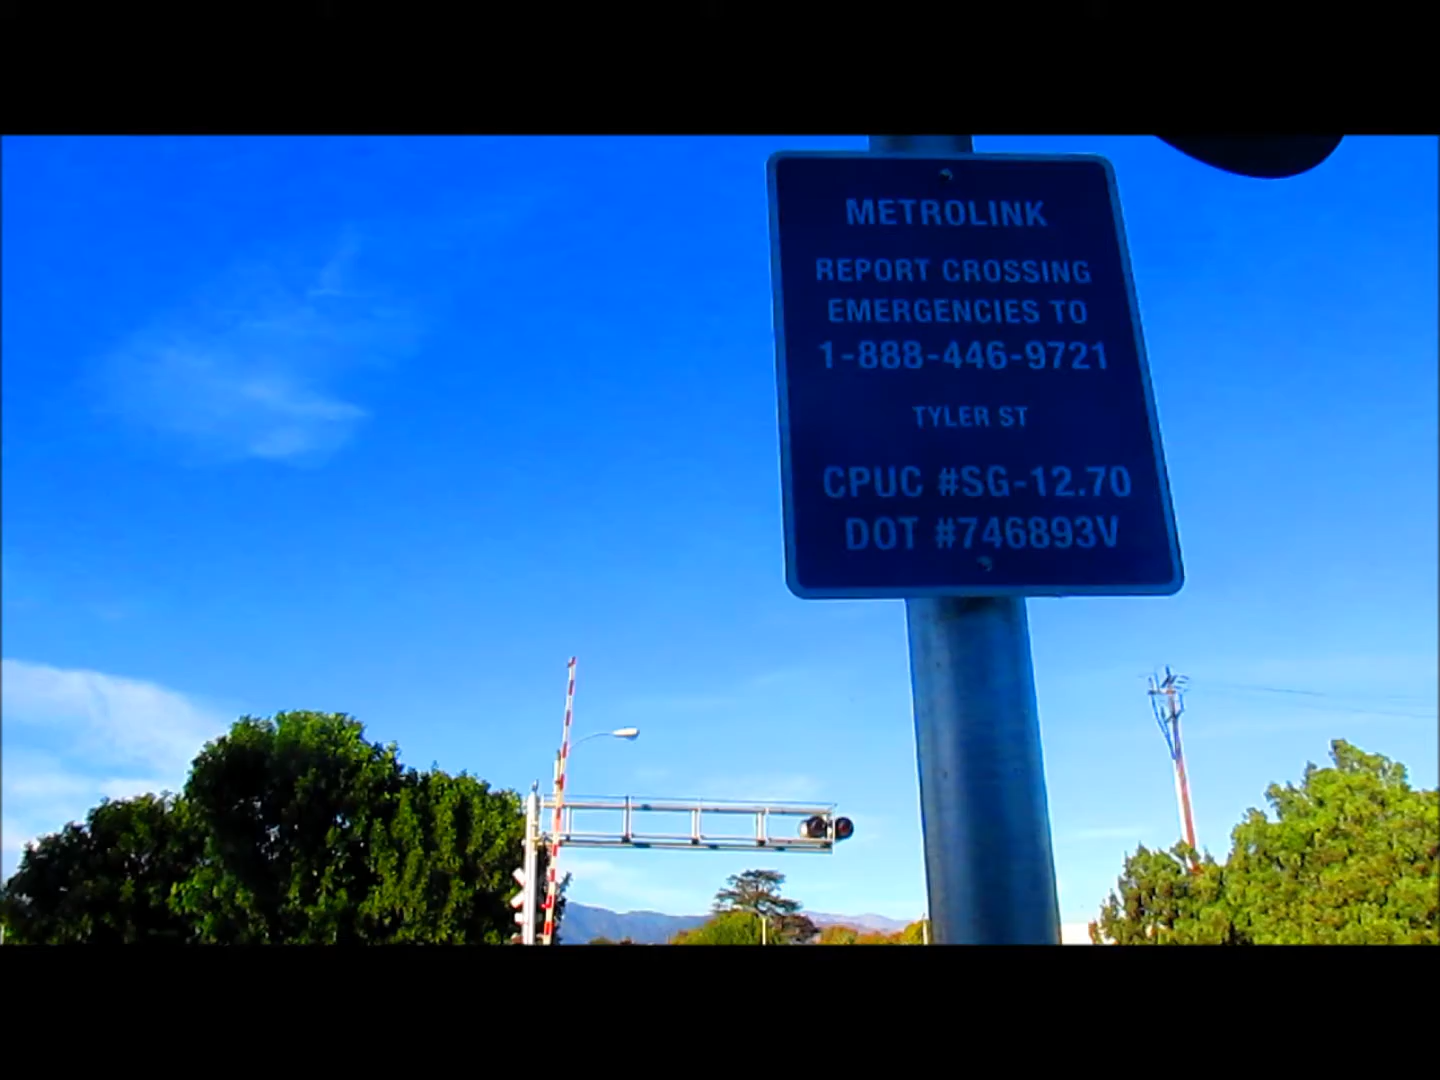 METROLINK
REPORT CROSSING
EMERGENCIES TO
1-888-446-9721
TYLER ST
CPUC #SG-12.70
DOT #746893V